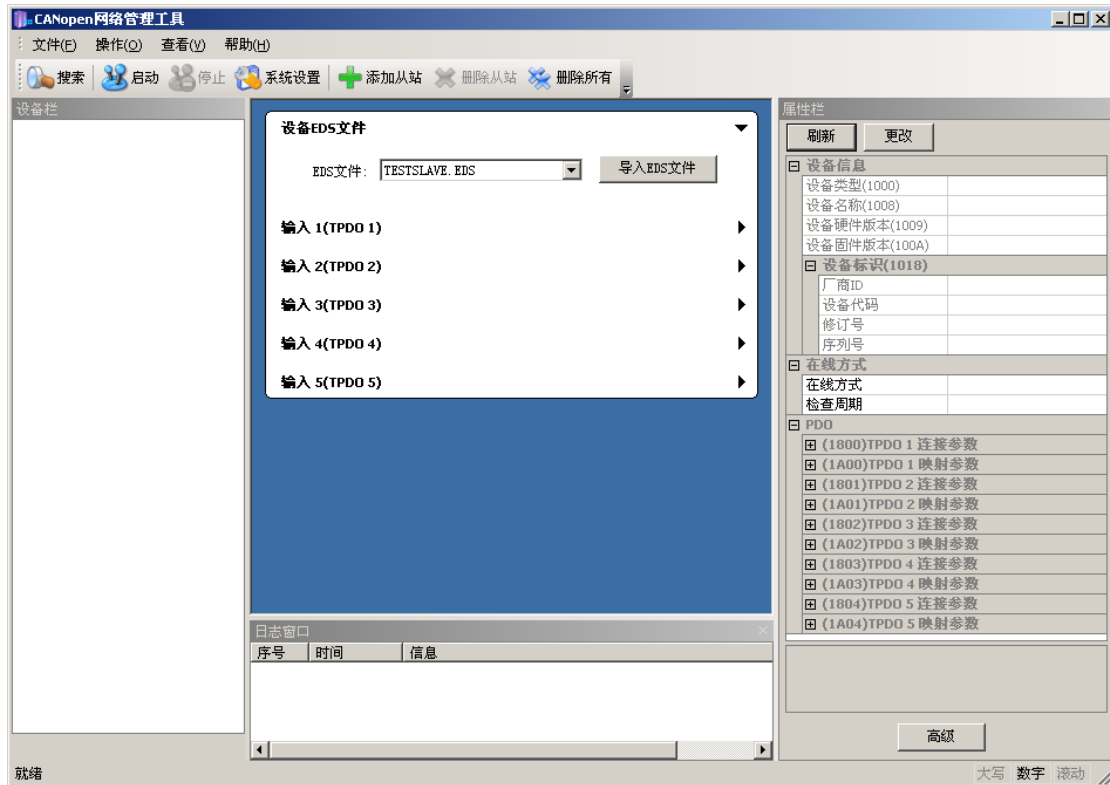 CANopen网络管理工具
文件(F) 操作(O) 查看(V) 帮助(H)
搜索 启动 停止 系统设置 添加从站 删除从站 删除所有
设备栏
设备EDS文件
EDS文件: TESTSLAVE.EDS 导入EDS文件
输入 1(TPDO 1)
输入 2(TPDO 2)
输入 3(TPDO 3)
输入 4(TPDO 4)
输入 5(TPDO 5)
日志窗口
序号 时间 信息
属性栏
刷新 更改
设备信息
设备类型(1000)
设备名称(1008)
设备硬件版本(1009)
设备固件版本(100A)
设备标识(1018)
厂商ID
设备代码
修订号
序列号
在线方式
在线方式
检查周期
PDO
(1800)TPDO 1 连接参数
(1A00)TPDO 1 映射参数
(1801)TPDO 2 连接参数
(1A01)TPDO 2 映射参数
(1802)TPDO 3 连接参数
(1A02)TPDO 3 映射参数
(1803)TPDO 4 连接参数
(1A03)TPDO 4 映射参数
(1804)TPDO 5 连接参数
(1A04)TPDO 5 映射参数
高级
就绪
大写 数字 滚动